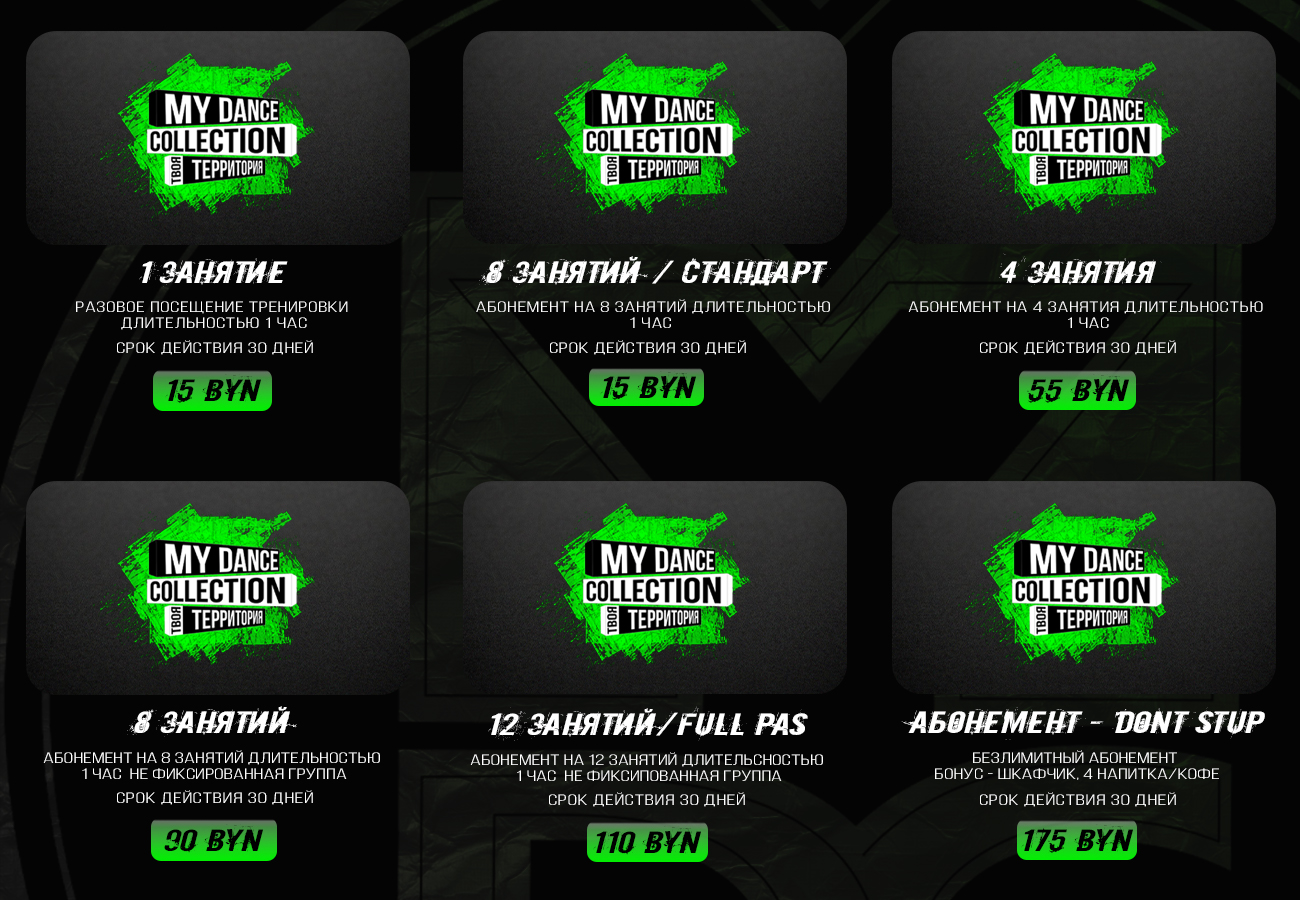 MY DANCE
COLLECTION
ТВОЯ ТЕРРИТОРИЯ
1 ЗАНЯТИЕ
РАЗОВОЕ ПОСЕЩЕНИЕ ТРЕНИРОВКИ
ДЛИТЕЛЬНОСТЬЮ 1 ЧАС
СРОК ДЕЙСТВИЯ 30 ДНЕЙ
15 BYN
MY DANCE
COLLECTION
ТВОЯ ТЕРРИТОРИЯ
8 ЗАНЯТИЙ / СТАНДАРТ
АБОНЕМЕНТ НА 8 ЗАНЯТИЙ ДЛИТЕЛЬНОСТЬЮ
1 ЧАС
СРОК ДЕЙСТВИЯ 30 ДНЕЙ
15 BYN
MY DANCE
COLLECTION
ТВОЯ ТЕРРИТОРИЯ
4 ЗАНЯТИЯ
АБОНЕМЕНТ НА 4 ЗАНЯТИЯ ДЛИТЕЛЬНОСТЬЮ
1 ЧАС
СРОК ДЕЙСТВИЯ 30 ДНЕЙ
55 BYN
MY DANCE
COLLECTION
ТВОЯ ТЕРРИТОРИЯ
8 ЗАНЯТИЙ
АБОНЕМЕНТ НА 8 ЗАНЯТИЙ ДЛИТЕЛЬНОСТЬЮ
1 ЧАС НЕ ФИКСИРОВАННАЯ ГРУППА
СРОК ДЕЙСТВИЯ 30 ДНЕЙ
90 BYN
MY DANCE
COLLECTION
ТВОЯ ТЕРРИТОРИЯ
12 ЗАНЯТИЙ/FULL PAS
АБОНЕМЕНТ НА 12 ЗАНЯТИЙ ДЛИТЕЛЬСНОСТЬЮ
1 ЧАС НЕ ФИКСИПОВАННАЯ ГРУППА
СРОК ДЕЙСТВИЯ 30 ДНЕЙ
110 BYN
MY DANCE
COLLECTION
ТВОЯ ТЕРРИТОРИЯ
АБОНЕМЕНТ - DONT STUP
БЕЗЛИМИТНЫЙ АБОНЕМЕНТ
БОНУС - ШКАФЧИК, 4 НАПИТКА/КОФЕ
СРОК ДЕЙСТВИЯ 30 ДНЕЙ
175 BYN